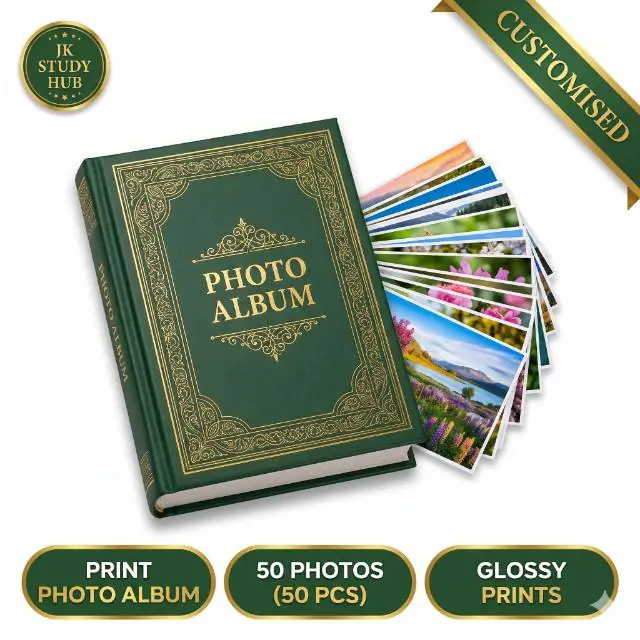 JK
STUDY
HUB
CUSTOMISED
PHOTO
ALBUM
PHOTO ALBUM
PRINT
PHOTO ALBUM
50 PHOTOS
(50 PCS)
GLOSSY
PRINTS